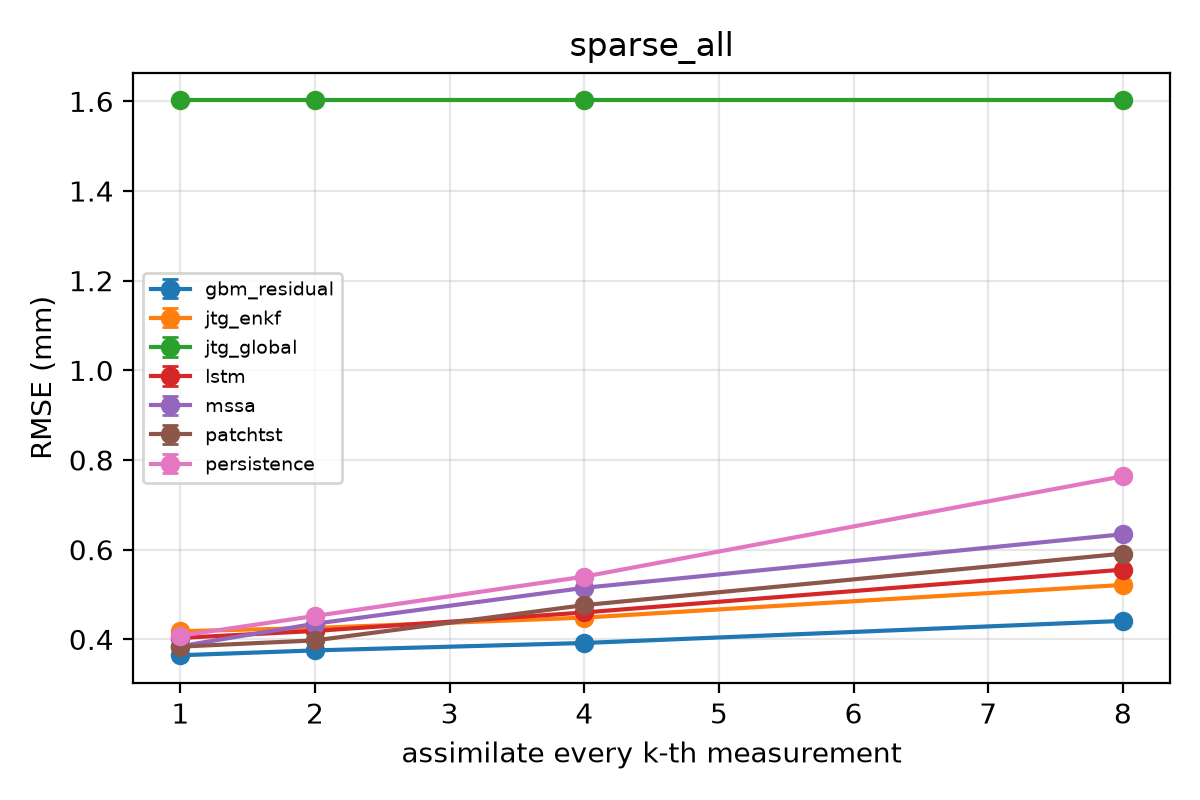 sparse_all
1.6
1.4
1.2
1.0
0.8
0.6
0.4
RMSE (mm)
gbm_residual
jtg_enkf
jtg_global
lstm
mssa
patchtst
persistence
1 2 3 4 5 6 7 8
assimilate every k-th measurement